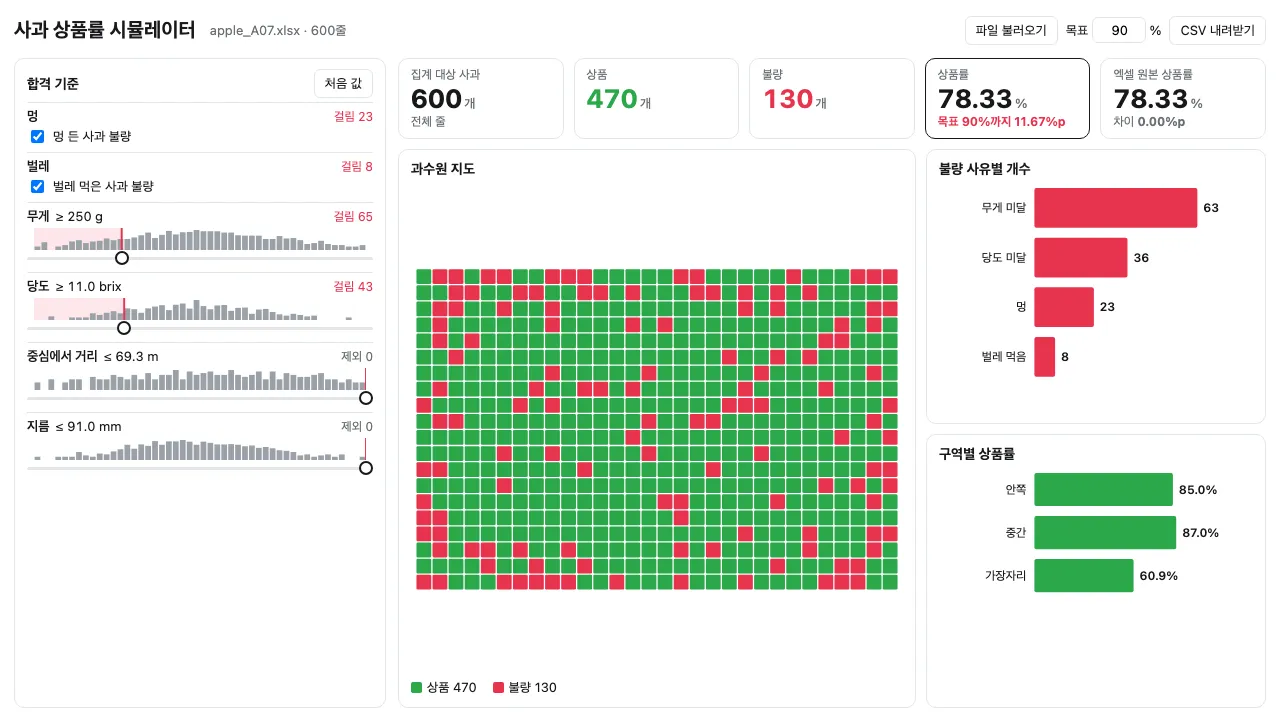 사과 상품률 시뮬레이터 apple_A07.xlsx · 600줄 파일 불러오기 목표 90 % CSV 내려받기
합격 기준 처음 값
멍 걸림 23
멍 든 사과 불량
벌레 걸림 8
벌레 먹은 사과 불량
무게 ≥ 250 g 걸림 65
당도 ≥ 11.0 brix 걸림 43
중심에서 거리 ≤ 69.3 m 제외 0
지름 ≤ 91.0 mm 제외 0
집계 대상 사과
600 개
전체 줄
상품
470 개
불량
130 개
상품률
78.33 %
목표 90%까지 11.67%p
엑셀 원본 상품률
78.33 %
차이 0.00%p
과수원 지도
상품 470 불량 130
불량 사유별 개수
무게 미달 63
당도 미달 36
멍 23
벌레 먹음 8
구역별 상품률
안쪽 85.0%
중간 87.0%
가장자리 60.9%